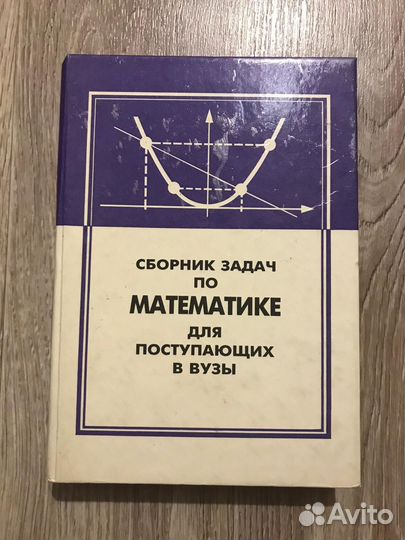 СБОРНИК ЗАДАЧ
ПО
МАТЕМАТИКЕ
ДЛЯ
ПОСТУПАЮЩИХ
В ВУЗЫ
Avito